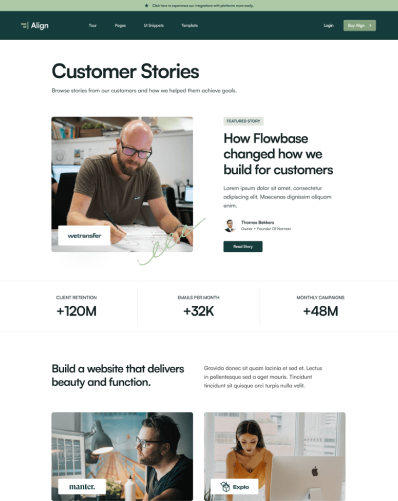 Click here to experience our integrations with platforms more easily.
Align
Tour
Pages
UI Snippets
Template
Login
Buy Align
Customer Stories
Browse stories from our customers and how we helped them achieve goals.
FEATURED STORY
How Flowbase
changed how we
build for customers
Lorem ipsum dolor sit amet, consectetur
adipiscing elit. Maecenas dignissim aliquam
enim.
Thomas Bekkers
Owner + Founder Of Norman
Read Story
wetransfer
CLIENT RETENTION
+120M
EMAILS PER MONTH
+32K
MONTHLY CAMPAIGNS
+48M
Build a website that delivers
beauty and function.
Gravida donec sit quam lacinia et sed et. Lectus
in pellentesque sed a eget mauris. Tincidunt
tincidunt sit quisque orci turpis nulla velit.
manter.
Explo